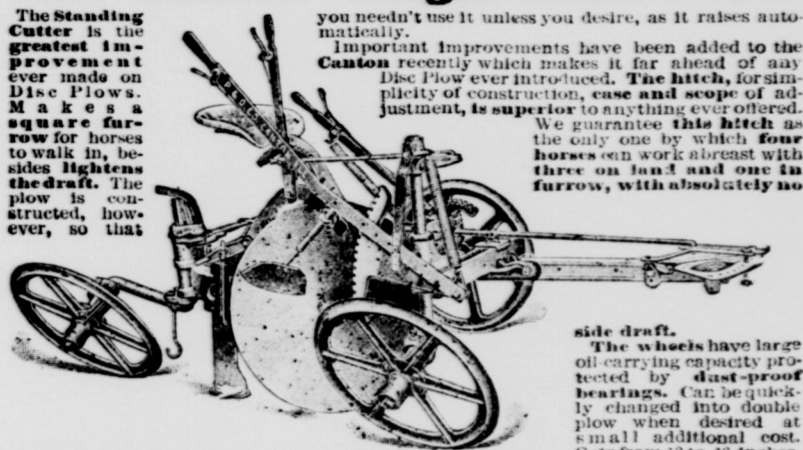 The Standing
Cutter is the
greatest im-
provement
ever made on
Disc Plows.
Makes a
square fur-
row for horses
to walk in, be-
sides lightens
the draft. The
plow is con-
structed, how-
ever, so that
you needn't use it unless you desire, as it raises auto-
matically.
Important improvements have been added to the
Canton recently which makes it far ahead of any
Disc Plow ever introduced. The hitch, for sim-
plicity of construction, ease and scope of ad-
justment, is superior to anything ever offered.
We guarantee this hitch as
the only one by which four
horses can work abreast with
three on land and one in
furrow, with absolutely no
side draft.
The wheels have large
oil carrying capacity pro-
tected by dust-proof
bearings. Can be quick-
ly changed into double
plow when desired at
small additional cost.